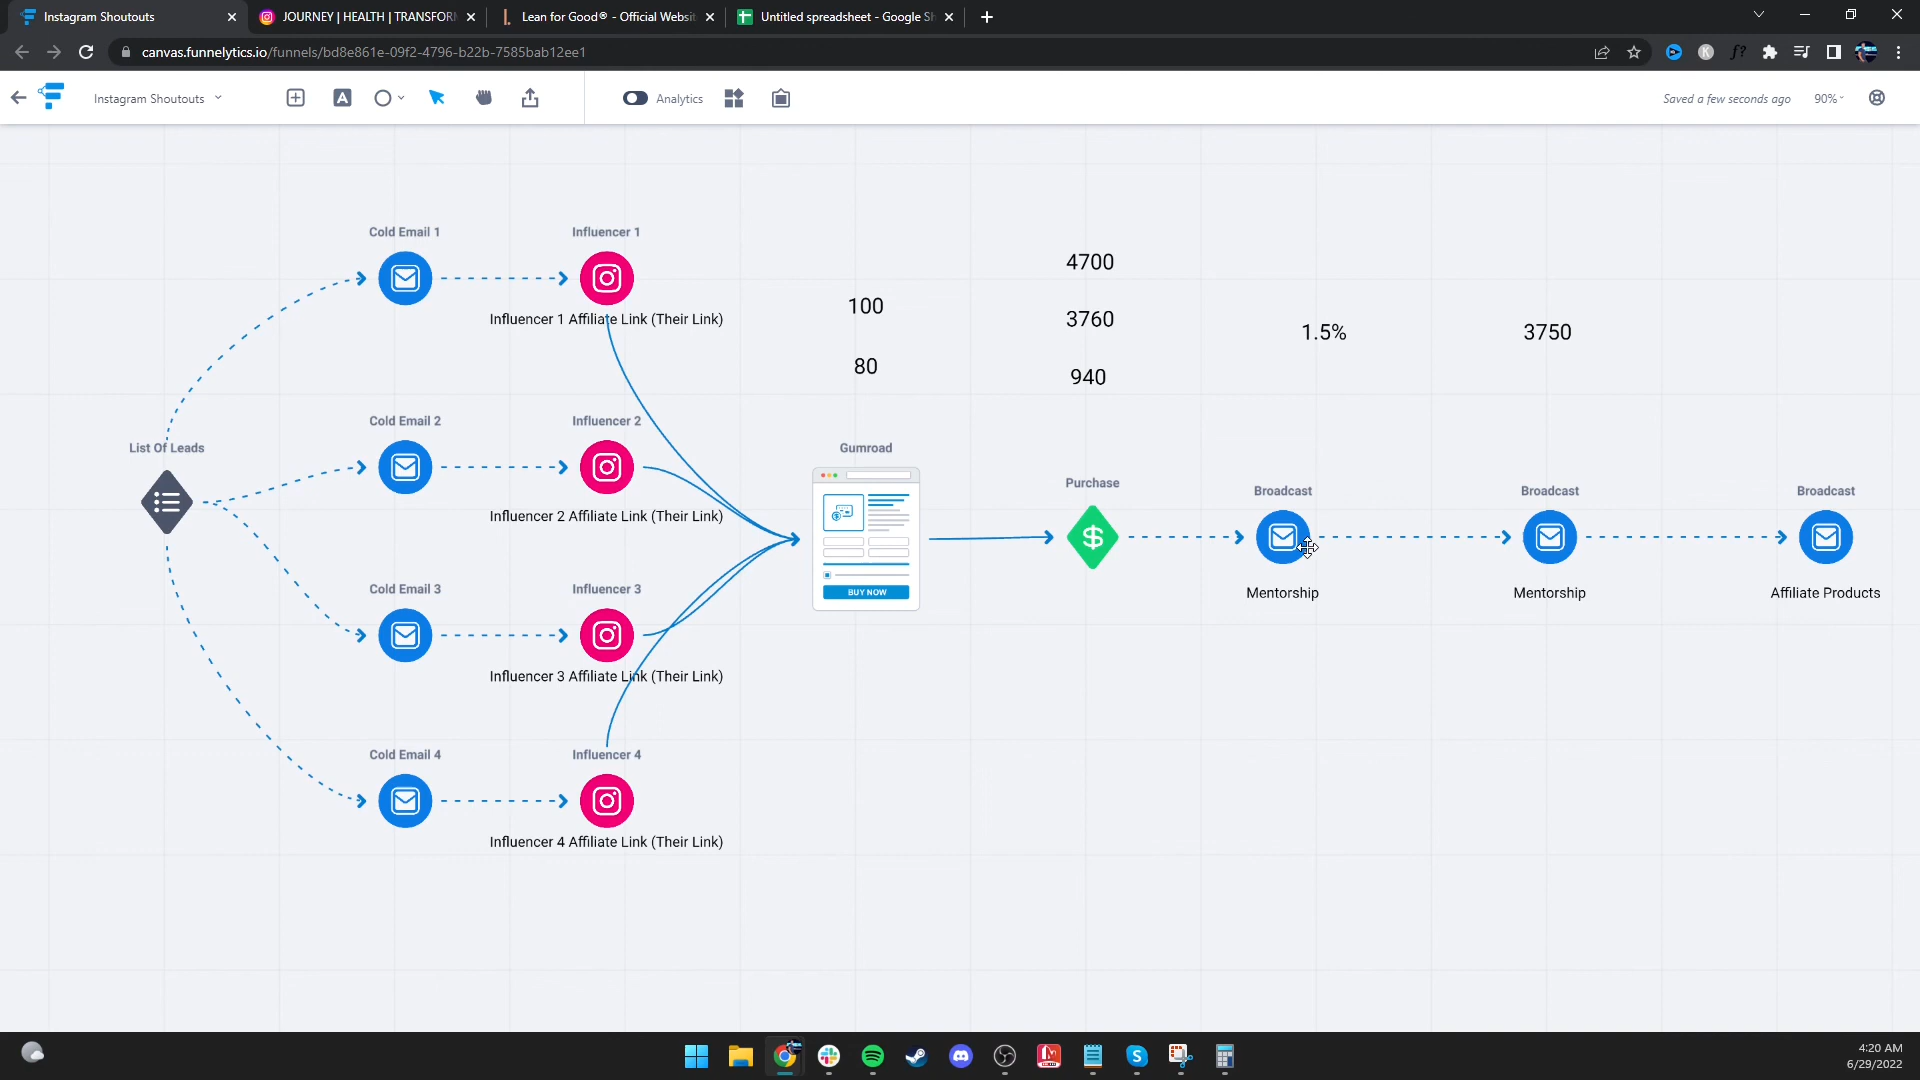 Instagram Shoutouts
JOURNEY | HEALTH | TRANSFOR
Lean for Good® - Official Websit
Untitled spreadsheet - Google Sh
canvas.funnelytics.io/funnels/bd8e861e-09f2-4796-b22b-7585bab12ee1
Instagram Shoutouts
Analytics
Saved a few seconds ago
90%
Cold Email 1
Influencer 1
Influencer 1 Affiliate Link (Their Link)
100
80
4700
3760
940
1.5%
3750
List Of Leads
Cold Email 2
Influencer 2
Influencer 2 Affiliate Link (Their Link)
Gumroad
BUY NOW
Purchase
Broadcast
Mentorship
Broadcast
Mentorship
Broadcast
Affiliate Products
Cold Email 3
Influencer 3
Influencer 3 Affiliate Link (Their Link)
Cold Email 4
Influencer 4
Influencer 4 Affiliate Link (Their Link)
4:20 AM
6/29/2022